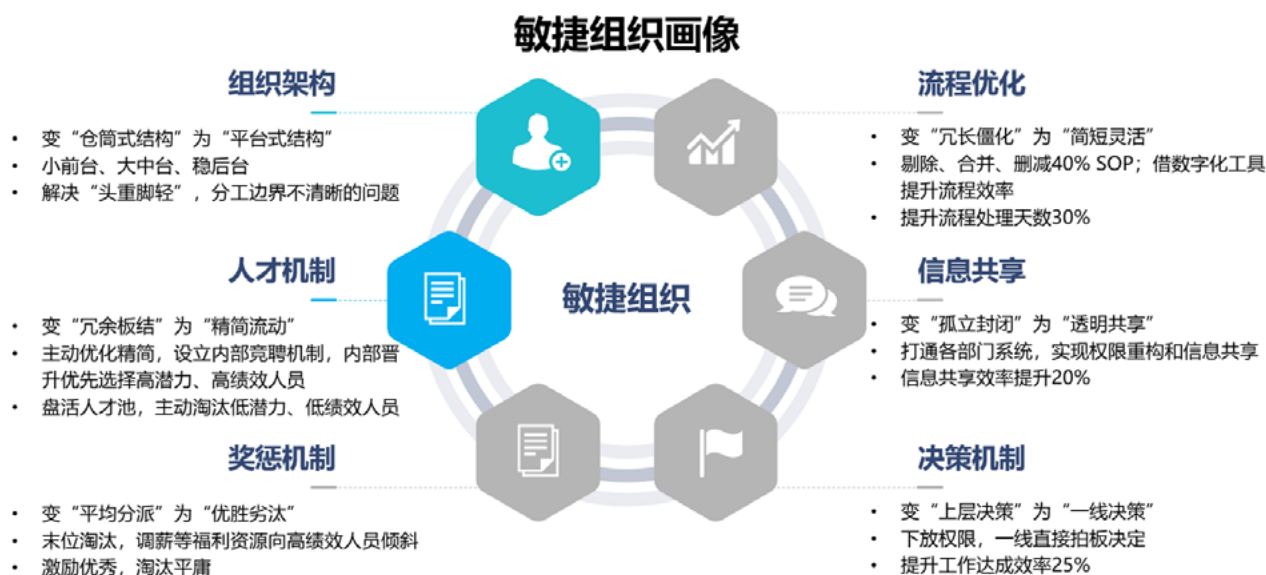 敏捷组织画像
组织架构
• 变“仓筒式结构”为“平台式结构”
• 小前台、大中台、稳后台
• 解决“头重脚轻”，分工边界不清晰的问题
人才机制
• 变“冗余板结”为“精简流动”
• 主动优化精简，设立内部竞聘机制，内部晋
升优先选择高潜力、高绩效人员
• 盘活人才池，主动淘汰低潜力、低绩效人员
奖惩机制
• 变“平均分派”为“优胜劣汰”
• 末位淘汰，调薪等福利资源向高绩效人员倾斜
• 激励优秀，淘汰平庸
敏捷组织
流程优化
• 变“冗长僵化”为“简短灵活”
• 剔除、合并、删减40% SOP；借数字化工具
提升流程效率
• 提升流程处理天数30%
信息共享
• 变“孤立封闭”为“透明共享”
• 打通各部门系统，实现权限重构和信息共享
• 信息共享效率提升20%
决策机制
• 变“上层决策”为“一线决策”
• 下放权限，一线直接拍板决定
• 提升工作达成效率25%